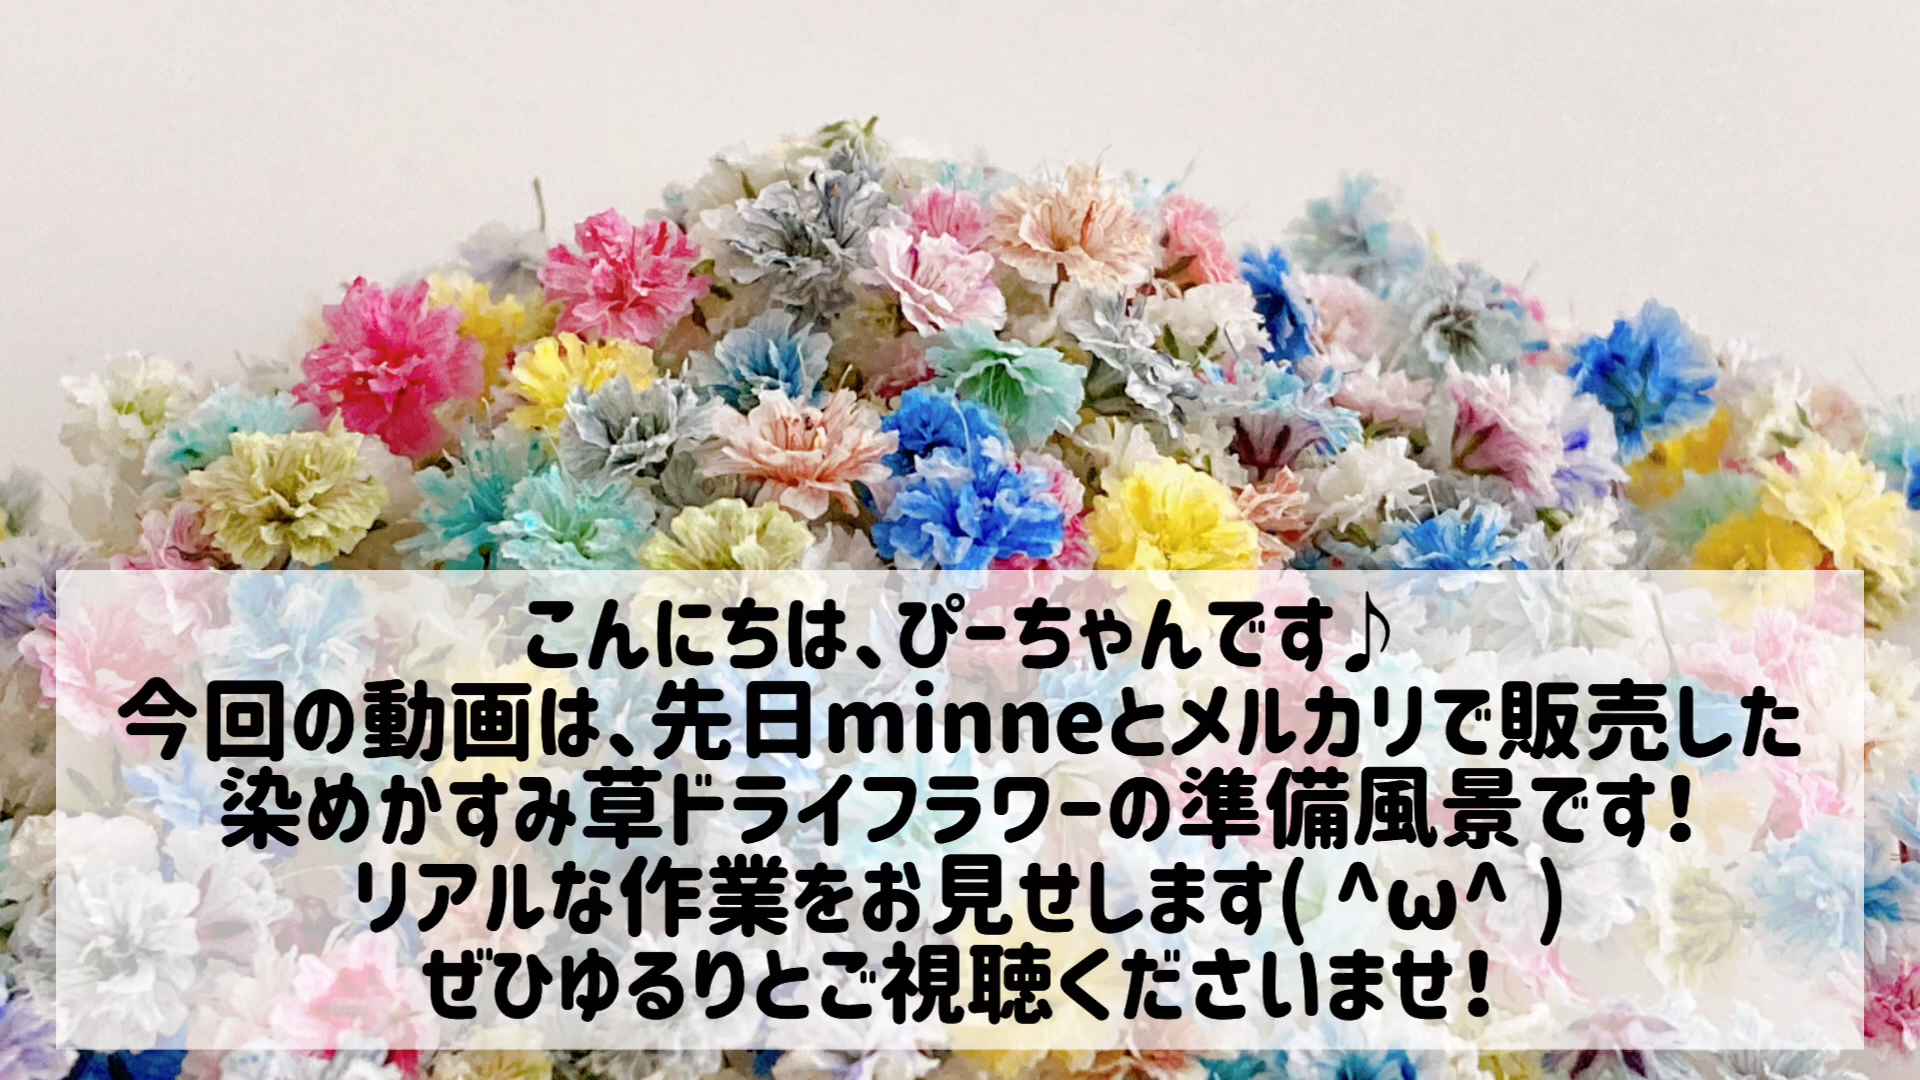 こんにちは、ぴーちゃんです♪
今回の動画は、先日minneとメルカリで販売した
染めかすみ草ドライフラワーの準備風景です!
リアルな作業をお見せします( ^ω^ )
ぜひゆるりとご視聴くださいませ!